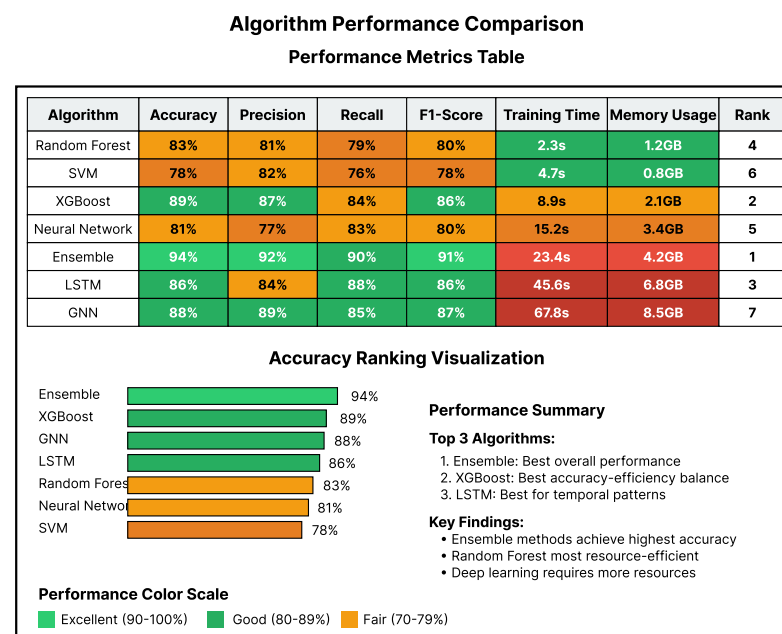 Algorithm Performance Comparison
Performance Metrics Table
Algorithm Accuracy Precision Recall F1-Score Training Time Memory Usage Rank
Random Forest 83% 81% 79% 80% 2.3s 1.2GB 4
SVM 78% 82% 76% 78% 4.7s 0.8GB 6
XGBoost 89% 87% 84% 86% 8.9s 2.1GB 2
Neural Network 81% 77% 83% 80% 15.2s 3.4GB 5
Ensemble 94% 92% 90% 91% 23.4s 4.2GB 1
LSTM 86% 84% 88% 86% 45.6s 6.8GB 3
GNN 88% 89% 85% 87% 67.8s 8.5GB 7
Accuracy Ranking Visualization
Ensemble 94%
XGBoost 89%
GNN 88%
LSTM 86%
Random Fores 83%
Neural Networ 81%
SVM 78%
Performance Summary
Top 3 Algorithms:
1. Ensemble: Best overall performance
2. XGBoost: Best accuracy-efficiency balance
3. LSTM: Best for temporal patterns
Key Findings:
• Ensemble methods achieve highest accuracy
• Random Forest most resource-efficient
• Deep learning requires more resources
Performance Color Scale
Excellent (90-100%) Good (80-89%) Fair (70-79%)